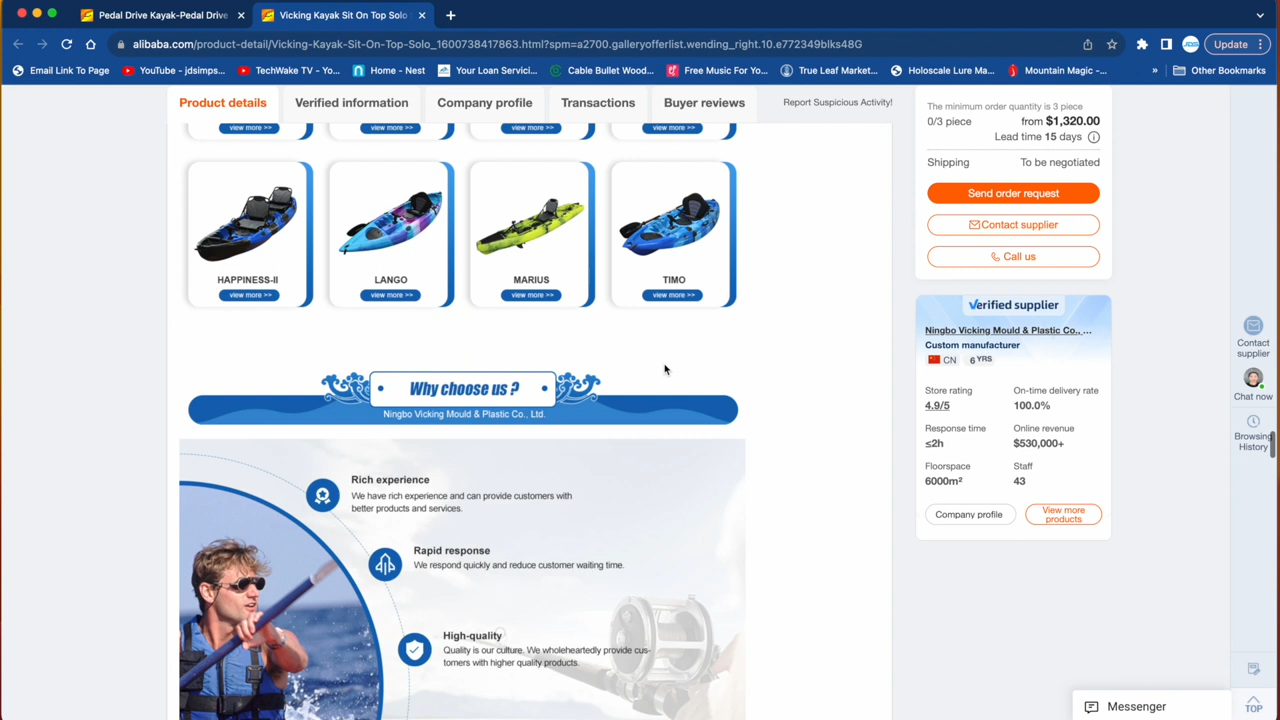 Pedal Drive Kayak-Pedal Drive
Vicking Kayak Sit On Top Solo
alibaba.com/product-detail/Vicking-Kayak-Sit-On-Top-Solo_1600738417863.html?spm=a2700.galleryofferlist.wending_right.10.e772349blks48G
Update
Email Link To Page
YouTube - jdsimps...
TechWake TV - Yo...
Home - Nest
Your Loan Servici...
Cable Bullet Wood...
Free Music For Yo...
True Leaf Market...
Holoscale Lure Ma...
Mountain Magic -...
»
Other Bookmarks
Product details
Verified information
Company profile
Transactions
Buyer reviews
Report Suspicious Activity!
view more >>
view more >>
view more >>
view more >>
HAPPINESS-II
LANGO
MARIUS
TIMO
view more >>
view more >>
view more >>
view more >>
Why choose us ?
Ningbo Vicking Mould & Plastic Co., Ltd.
Rich experience
We have rich experience and can provide customers with
better products and services.
Rapid response
We respond quickly and reduce customer waiting time.
High-quality
Quality is our culture. We wholeheartedly provide cus-
tomers with higher quality products.
The minimum order quantity is 3 piece
0/3 piece
from $1,320.00
Lead time 15 days
Shipping
To be negotiated
Send order request
Contact supplier
Call us
Verified supplier
Ningbo Vicking Mould & Plastic Co., ...
Custom manufacturer
CN
6 YRS
Store rating
On-time delivery rate
4.9/5
100.0%
Response time
Online revenue
≤2h
$530,000+
Floorspace
Staff
6000m²
43
Company profile
View more
products
Contact
supplier
Chat now
Browsing
History
Messenger
TOP